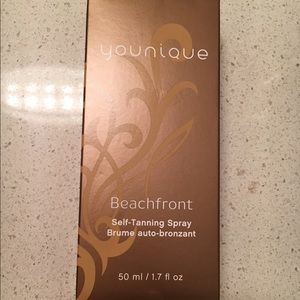 younique
Beachfront
Self-Tanning Spray
Brume auto-bronzant
50 ml / 1.7 fl oz